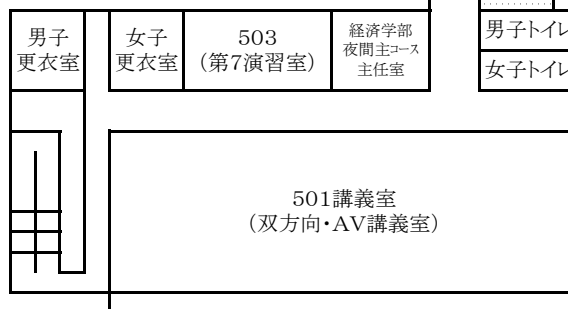 男子
更衣室
女子
更衣室
503
（第7演習室）
経済学部
夜間主コース
主任室
男子トイレ
女子トイレ
501講義室
（双方向・AV講義室）